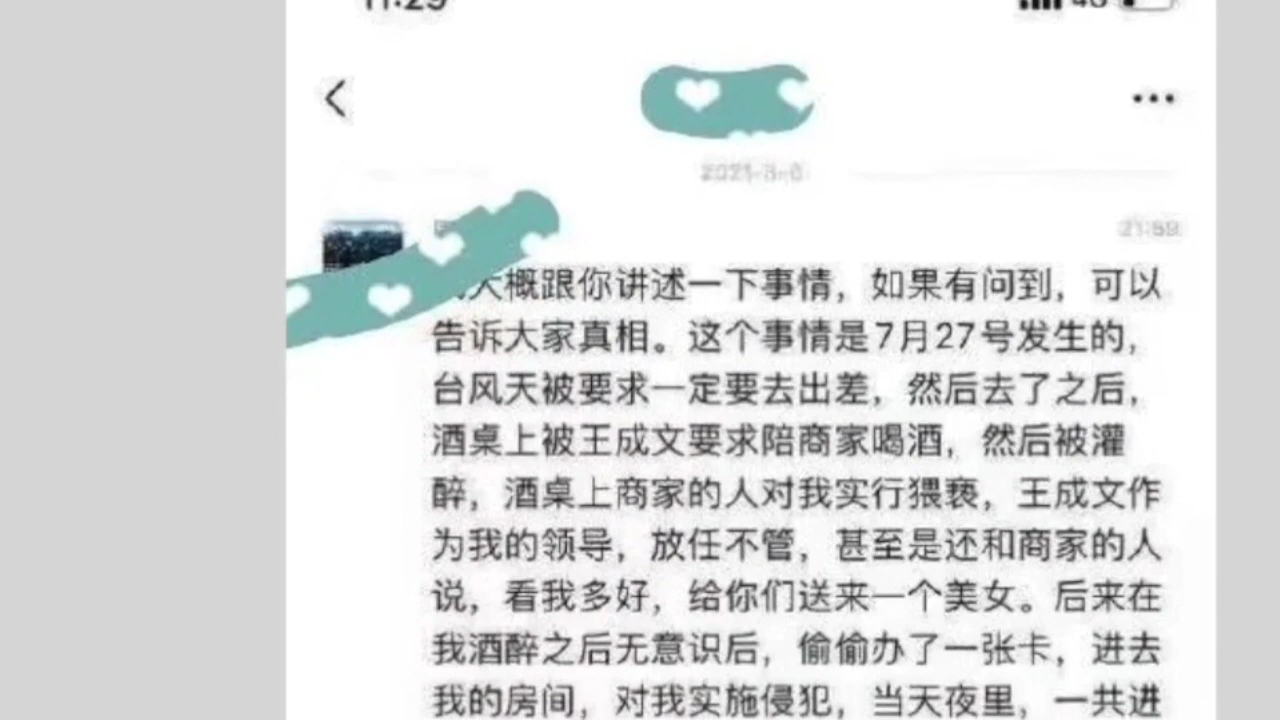 11:29
4G
2021-8-6
21:59
大概跟你讲述一下事情，如果有问到，可以
告诉大家真相。这个事情是7月27号发生的，
台风天被要求一定要去出差，然后去了之后，
酒桌上被王成文要求陪商家喝酒，然后被灌
醉，酒桌上商家的人对我实行猥亵，王成文作
为我的领导，放任不管，甚至是还和商家的人
说，看我多好，给你们送来一个美女。后来在
我酒醉之后无意识后，偷偷办了一张卡，进去
我的房间，对我实施侵犯，当天夜里，一共进